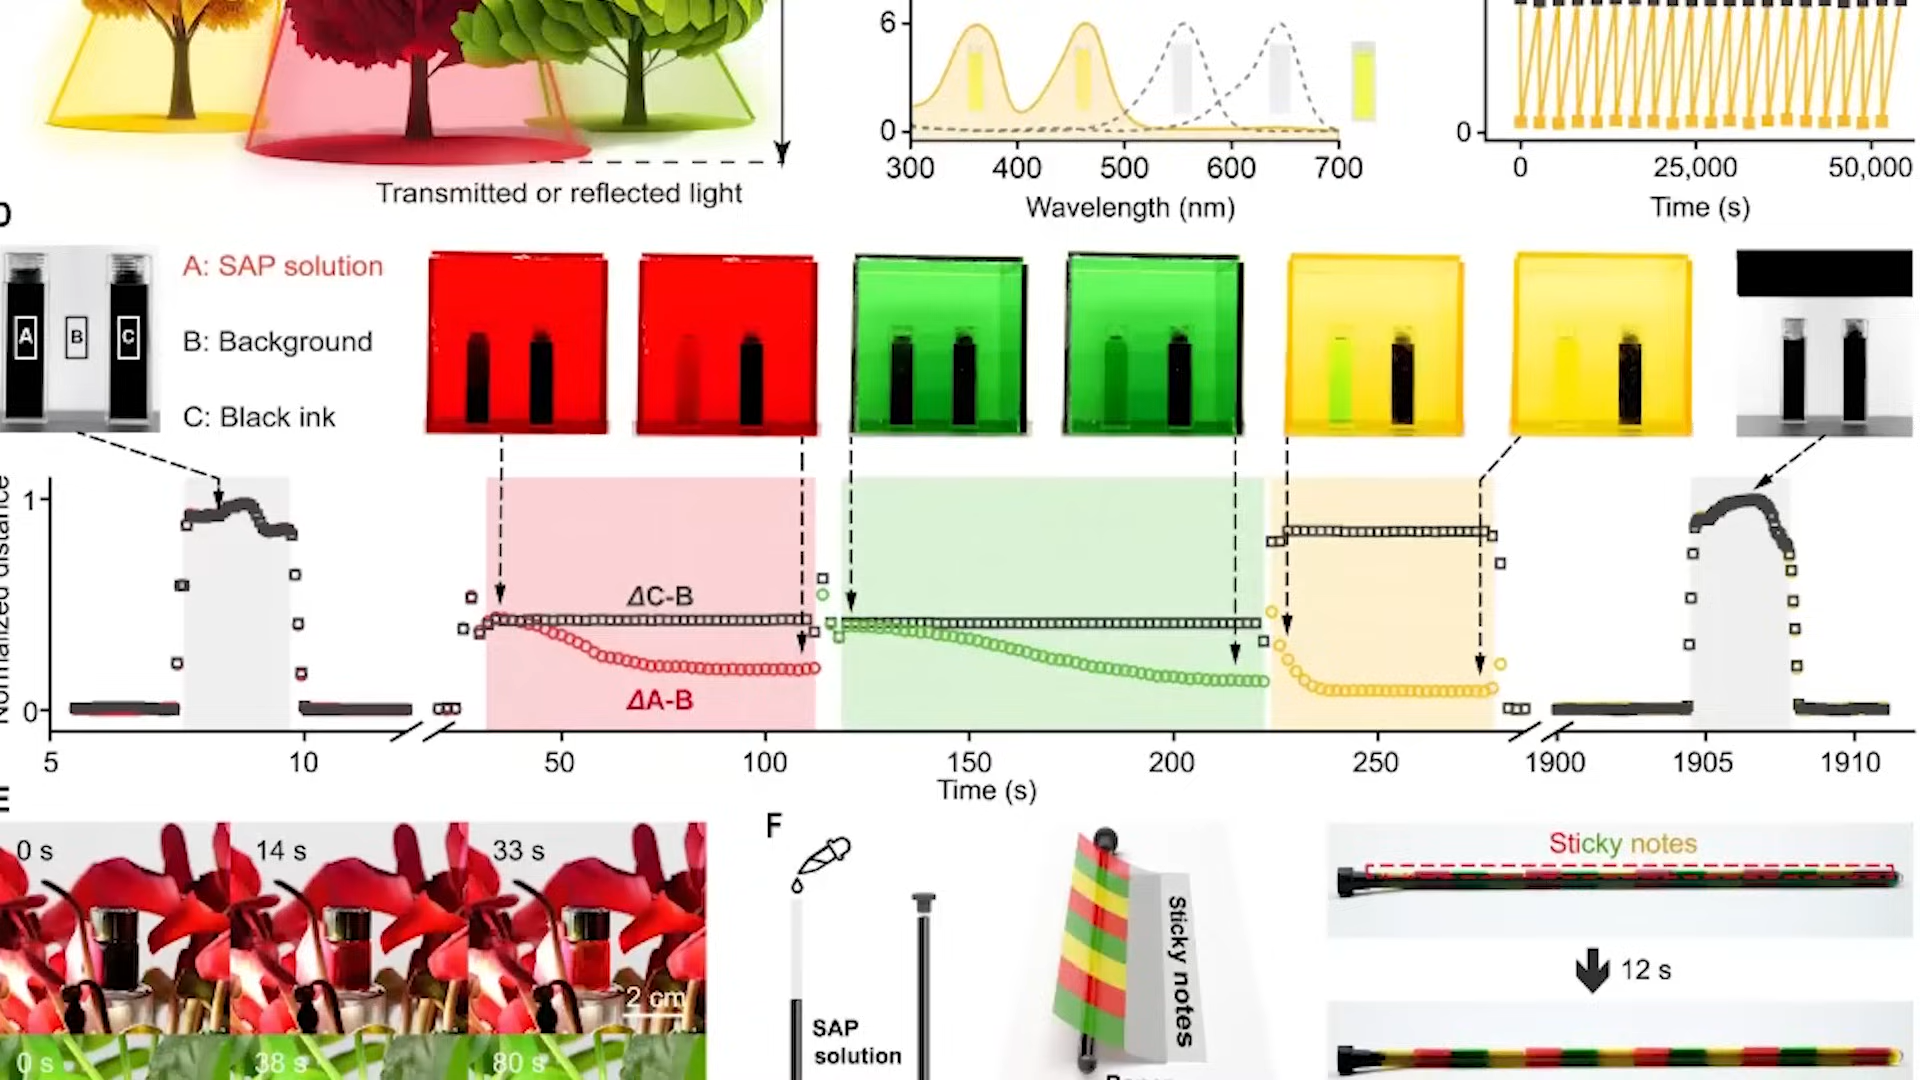 Transmitted or reflected light
6
0
300 400 500 600 700
Wavelength (nm)
0
0 25,000 50,000
Time (s)
D
A B C
A: SAP solution
B: Background
C: Black ink
Normalized distance
1
0
ΔC-B
ΔA-B
5 10 50 100 150 200 250 1900 1905 1910
Time (s)
E
0 s 14 s 33 s
2 cm
0 s 38 s 80 s
F
SAP
solution
Sticky notes
Sticky notes
12 s